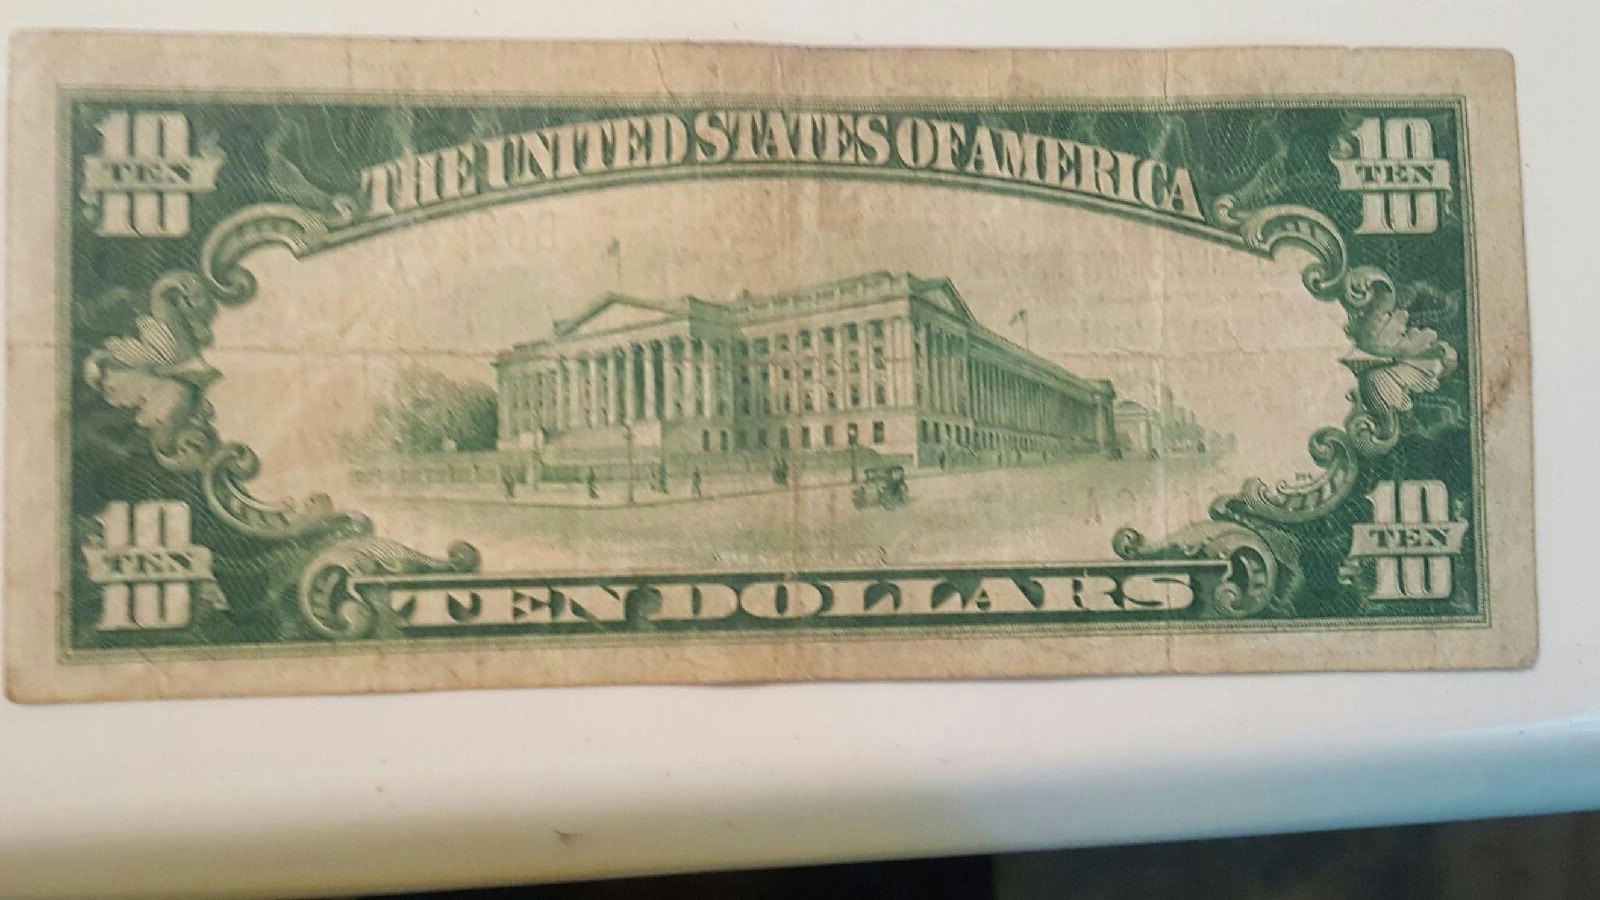 10 TEN 10
THE UNITED STATES OF AMERICA
10 TEN 10
10 TEN 10
TEN DOLLARS
10 TEN 10